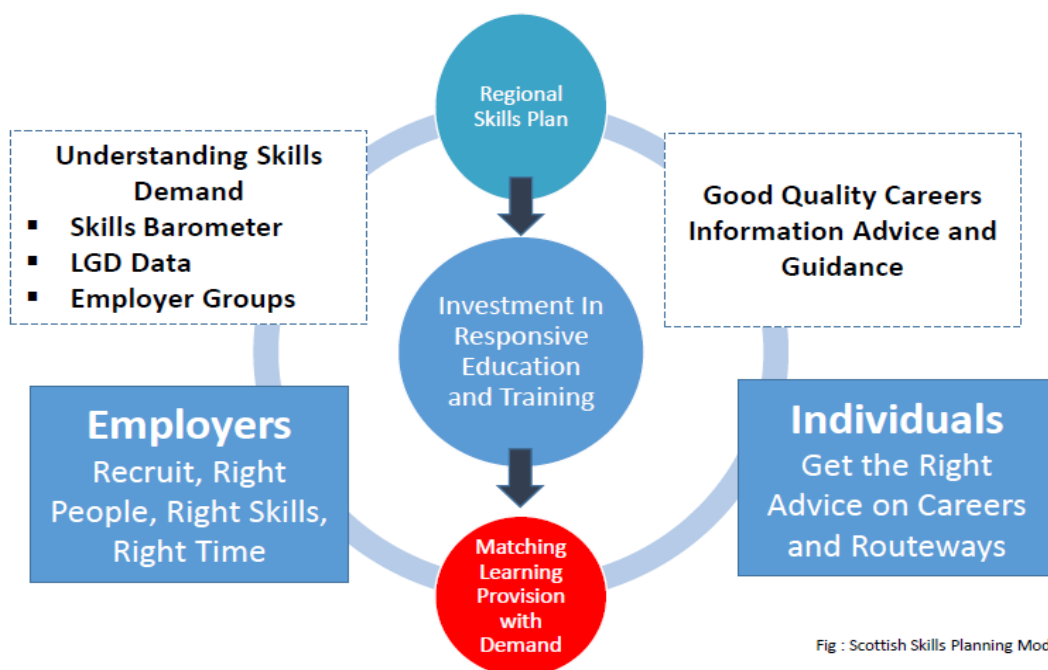 Regional
Skills Plan
Understanding Skills
Demand
▪ Skills Barometer
▪ LGD Data
▪ Employer Groups
Good Quality Careers
Information Advice and
Guidance
Investment In
Responsive
Education
and Training
Employers
Recruit, Right
People, Right Skills,
Right Time
Individuals
Get the Right
Advice on Careers
and Routeways
Matching
Learning
Provision
with
Demand
Fig : Scottish Skills Planning Mod